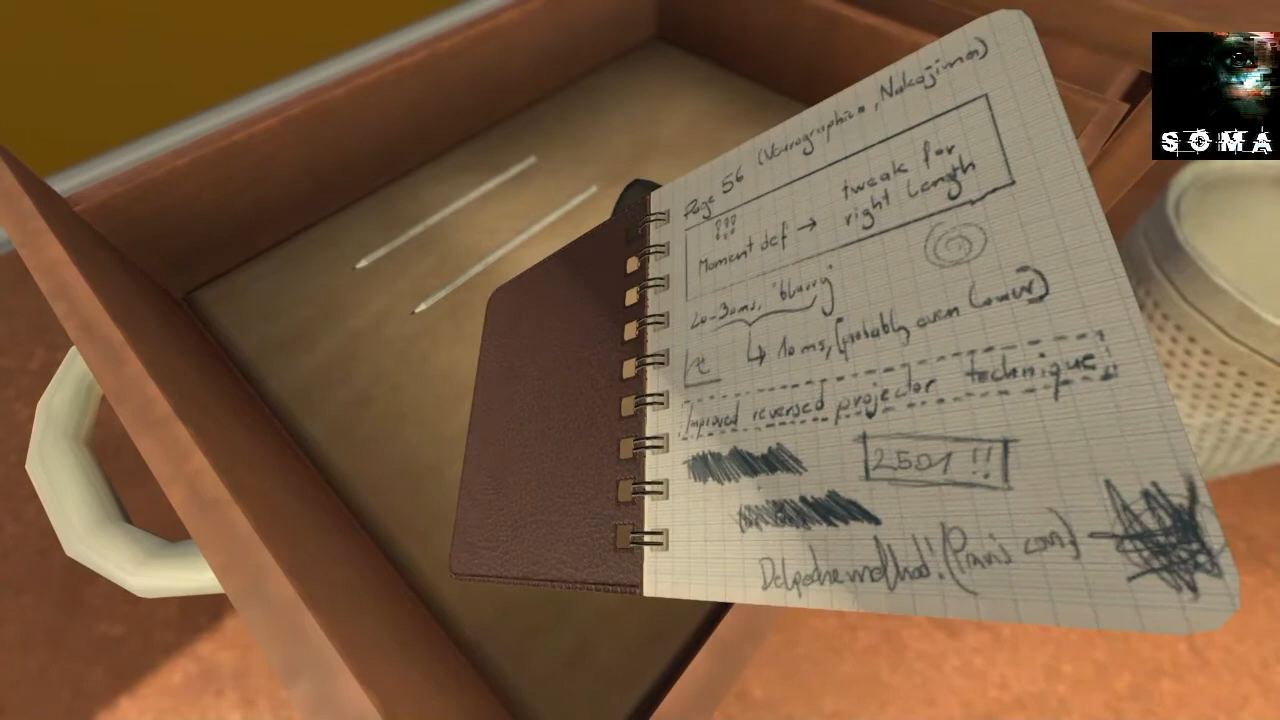 SOMA
Page 56 (Neurographics, Nakajima)
???
Moment def → tweak for
right length
20-30ms, "blurry"
↳ 10 ms, (probably even lower)
Improved reversed projector technique
2501 !!